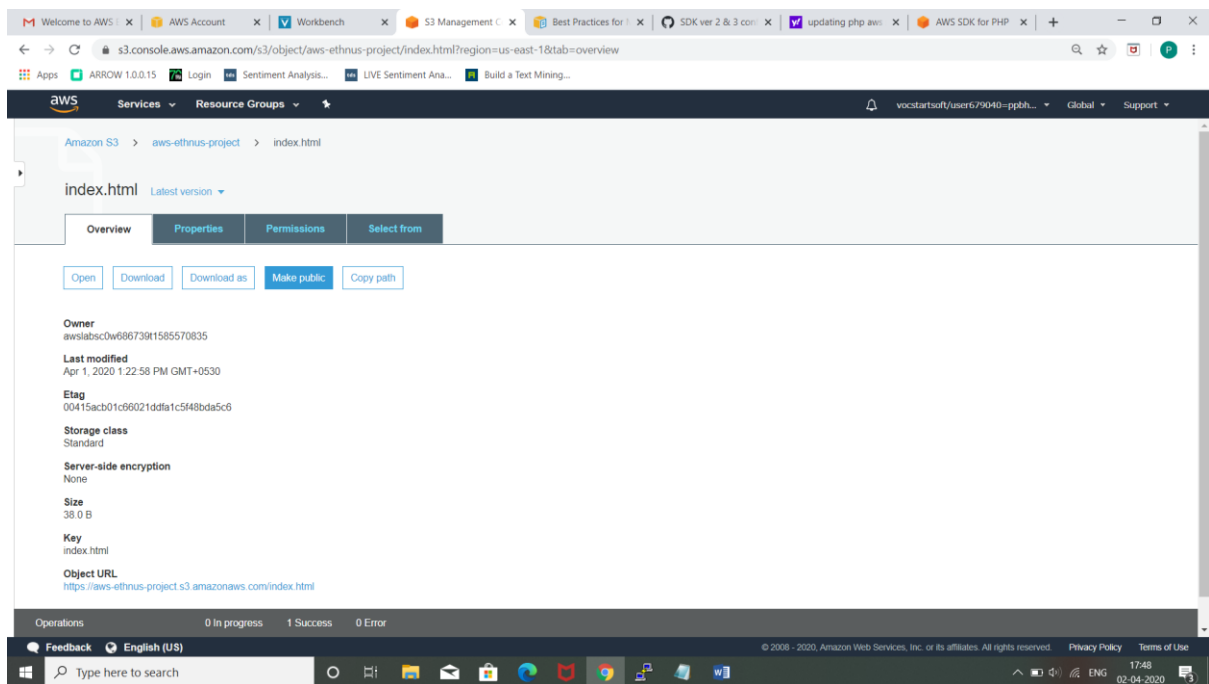 Welcome to AWS E AWS Account Workbench S3 Management C Best Practices for SDK ver 2 & 3 con updating php aws AWS SDK for PHP
s3.console.aws.amazon.com/s3/object/aws-ethnus-project/index.html?region=us-east-1&tab=overview P
Apps ARROW 1.0.0.15 Login Sentiment Analysis... LIVE Sentiment Ana... Build a Text Mining...
aws Services Resource Groups vocstartsoft/user679040=ppbh... Global Support
Amazon S3 > aws-ethnus-project > index.html
index.html Latest version
Overview Properties Permissions Select from
Open Download Download as Make public Copy path
Owner
awslabsc0w686739t1585570835
Last modified
Apr 1, 2020 1:22:58 PM GMT+0530
Etag
00415acb01c66021ddfa1c5f48bda5c6
Storage class
Standard
Server-side encryption
None
Size
38.0 B
Key
index.html
Object URL
https://aws-ethnus-project.s3.amazonaws.com/index.html
Operations 0 In progress 1 Success 0 Error
Feedback English (US) © 2008 - 2020, Amazon Web Services, Inc. or its affiliates. All rights reserved. Privacy Policy Terms of Use
Type here to search ENG 17:48
02-04-2020